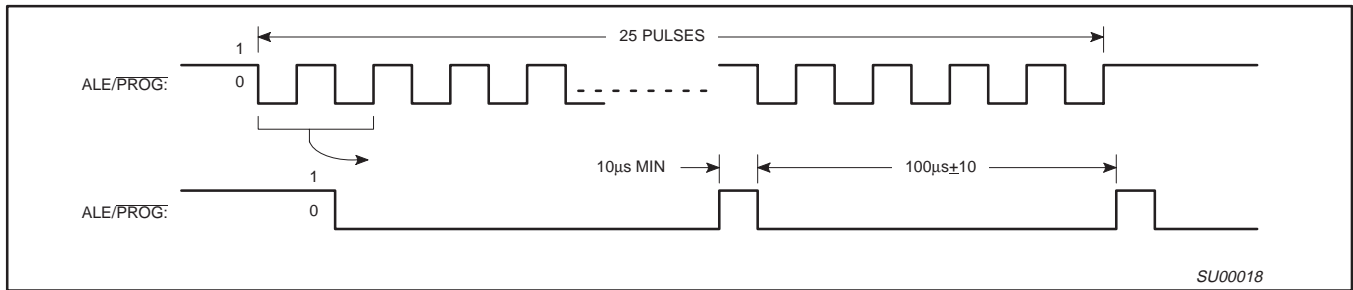 25 PULSES
1
ALE/PROG: 0
10µs MIN
100µs±10
1
ALE/PROG: 0
SU00018